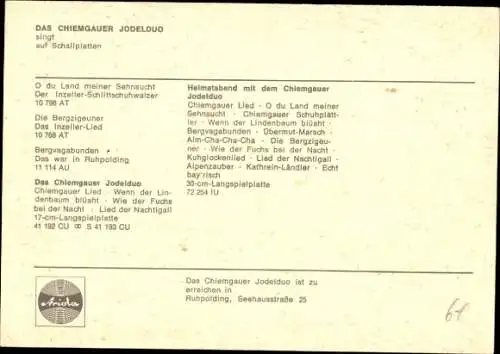 DAS CHIEMGAUER JODELDUO
singt
auf Schallplatten
O du Land meiner Sehnsucht
Der Inzeller-Schlittschuhwalzer
10 798 AT
Die Bergzigeuner
Das Inzeller-Lied
10 768 AT
Bergvagabunden
Das war in Ruhpolding
11 114 AU
Das Chiemgauer Jodelduo
Chiemgauer Lied · Wenn der Lin-
denbaum blüsht · Wie der Fuchs
bei der Nacht · Lied der Nachtigall
17-cm-Langspielplatte
41 192 CU ∞ S 41 193 CU
Heimatabend mit dem Chiemgauer
Jodelduo
Chiemgauer Lied · O du Land meiner
Sehnsucht · Chiemgauer Schuhplatt-
ler · Wenn der Lindenbaum blüsht ·
Bergvagabunden · Übermut-Marsch ·
Alm-Cha-Cha-Cha · Die Bergzigeu-
ner · Wie der Fuchs bei der Nacht ·
Kuhglockenlied · Lied der Nachtigall ·
Alpenzauber · Kathrein-Ländler · Echt
bay'risch
30-cm-Langspielplatte
72 254 IU
Ariola
Das Chiemgauer Jodelduo ist zu
erreichen in
Ruhpolding, Seehausstraße 25
61